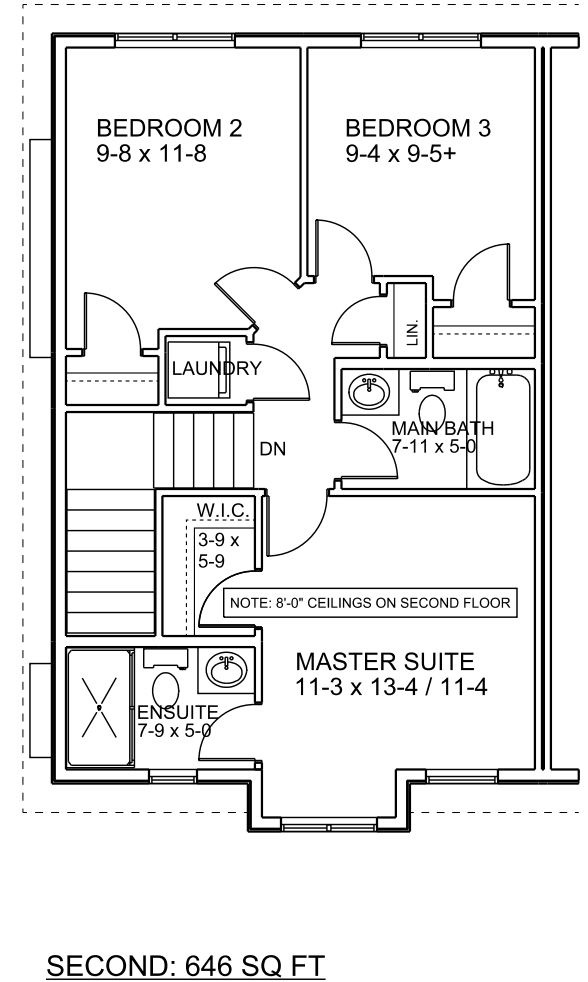 BEDROOM 2
9-8 x 11-8
BEDROOM 3
9-4 x 9-5+
LIN.
LAUNDRY
MAIN BATH
7-11 x 5-0
DN
W.I.C.
3-9 x
5-9
NOTE: 8'-0" CEILINGS ON SECOND FLOOR
MASTER SUITE
11-3 x 13-4 / 11-4
ENSUITE
7-9 x 5-0
SECOND: 646 SQ FT